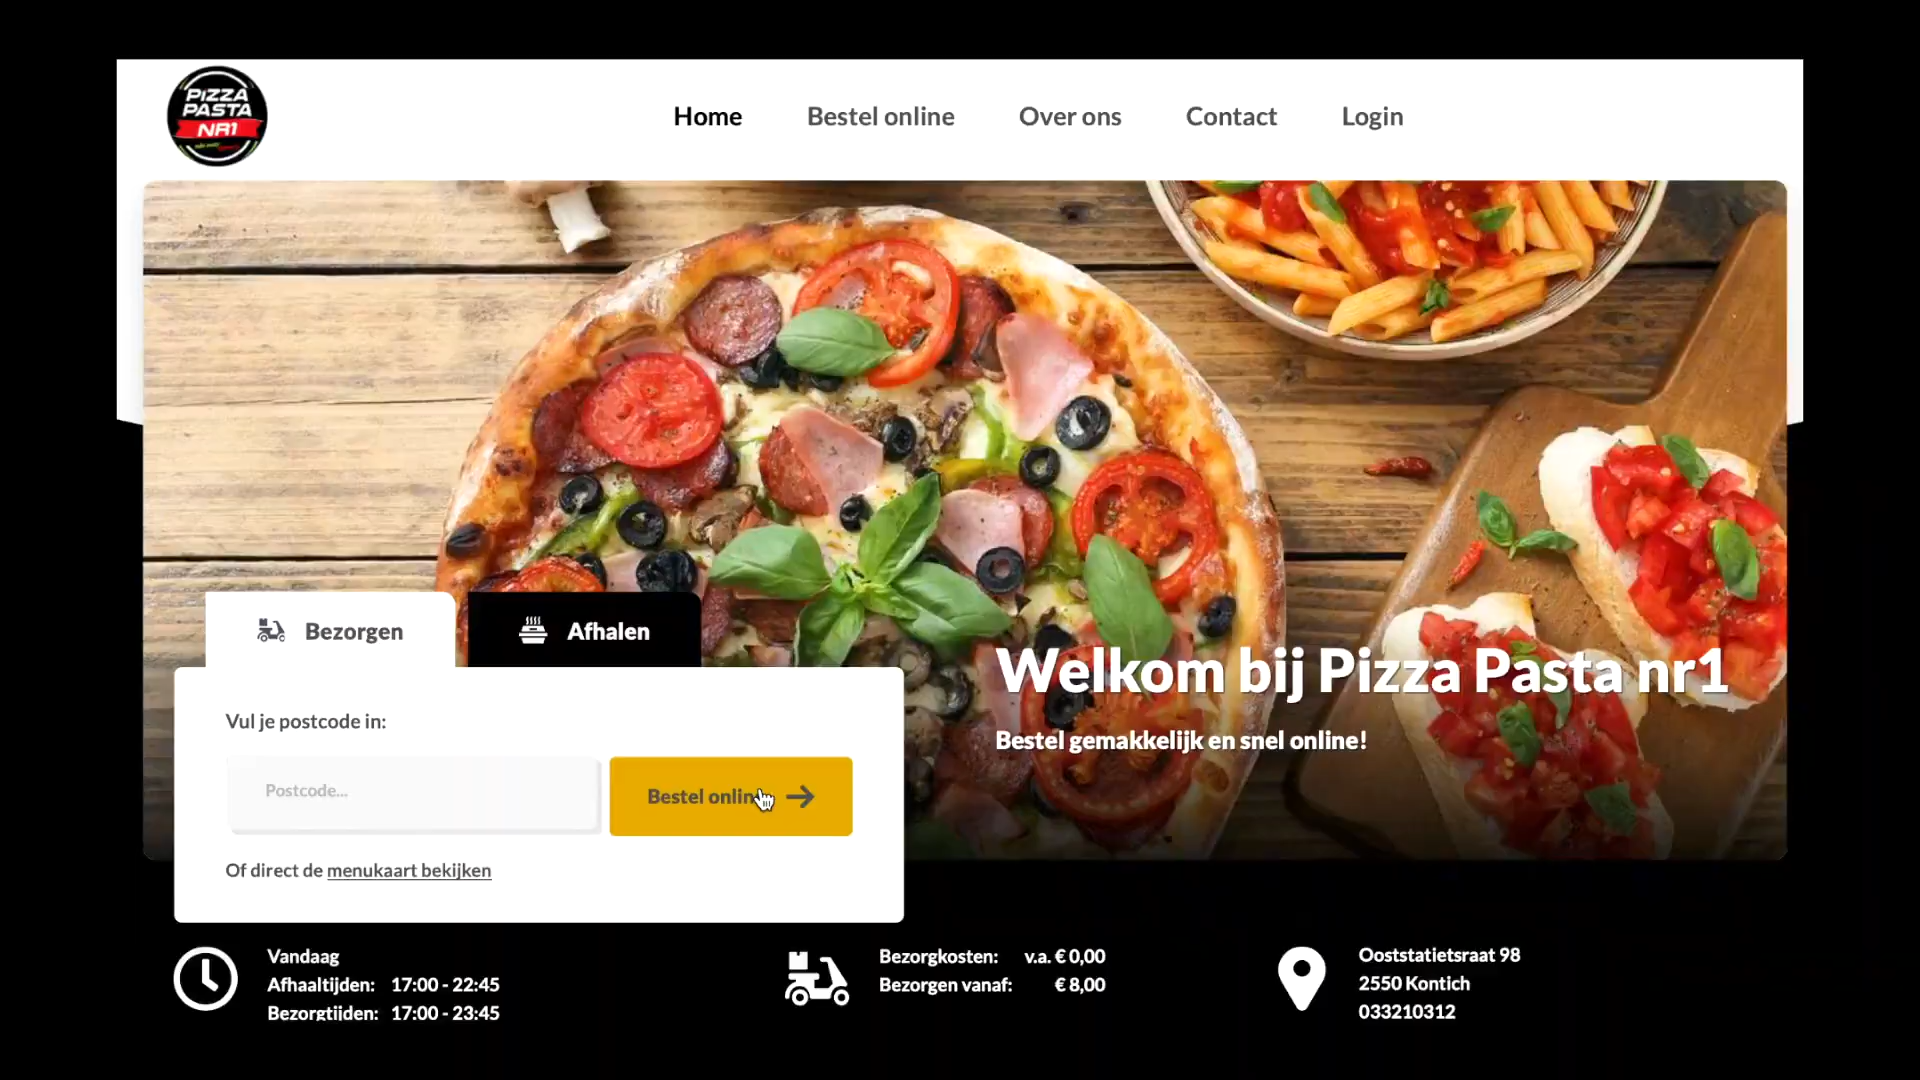 PIZZA
PASTA
NR1
Home
Bestel online
Over ons
Contact
Login
Bezorgen
Afhalen
Vul je postcode in:
Postcode...
Bestel onlin
Of direct de menukaart bekijken
Welkom bij Pizza Pasta nr1
Bestel gemakkelijk en snel online!
Vandaag
Afhaaltijden: 17:00 - 22:45
Bezorgtijden: 17:00 - 23:45
Bezorgkosten: v.a. € 0,00
Bezorgen vanaf: € 8,00
Ooststatietsraat 98
2550 Kontich
033210312